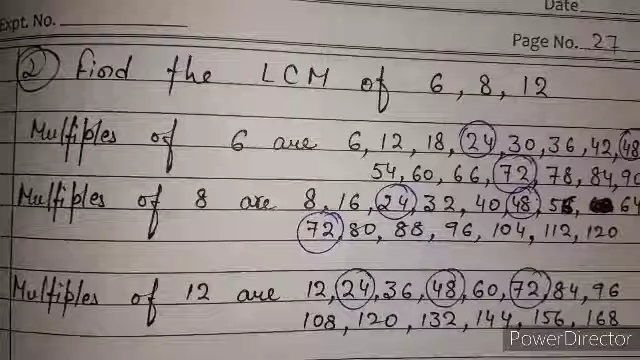 Date
Expt. No.
Page No. 27
2 Find the LCM of 6, 8, 12
Multiples of 6 are 6, 12, 18, 24, 30, 36, 42, 48
54, 60, 66, 72, 78, 84, 90
Multiples of 8 are 8, 16, 24, 32, 40, 48, 56, 64
72, 80, 88, 96, 104, 112, 120
Multiples of 12 are 12, 24, 36, 48, 60, 72, 84, 96
108, 120, 132, 144, 156, 168
PowerDirector